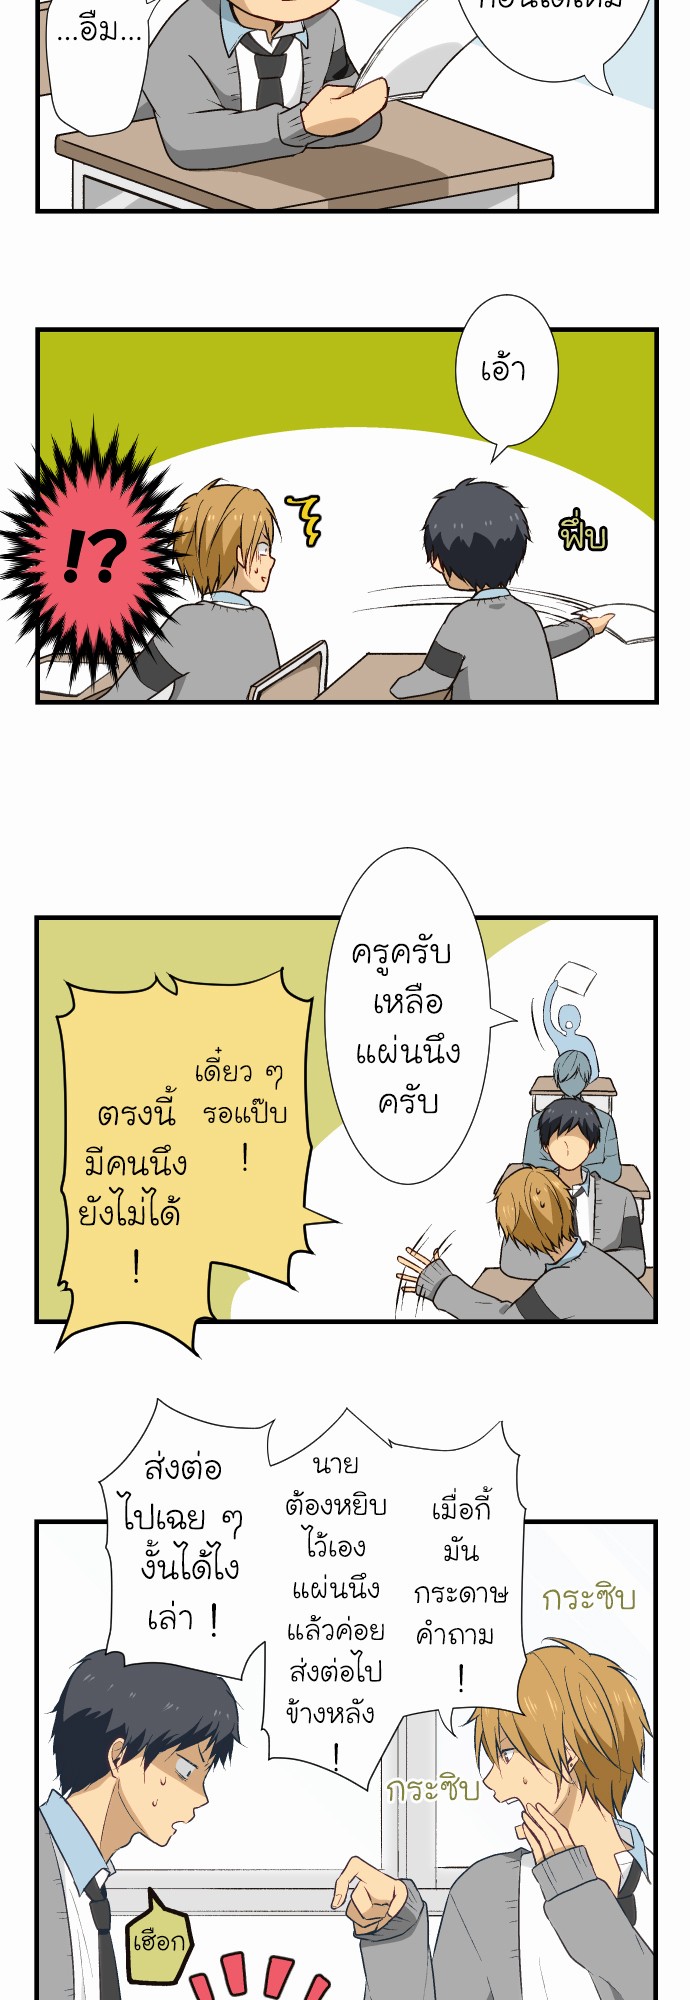 ...อืม...
เอ้า
!?
ฟึ่บ
ครูครับ
เหลือ
แผ่นนึง
ครับ
เดี๋ยว ๆ
รอแป๊บ
!
ตรงนี้
มีคนนึง
ยังไม่ได้
!
กระซิบ
เมื่อกี้
มัน
กระดาษ
คำถาม
!
นาย
ต้องหยิบ
ไว้เอง
แผ่นนึง
แล้วค่อย
ส่งต่อไป
ข้างหลัง
!
ส่งต่อ
ไปเฉย ๆ
งั้นได้ไง
เล่า !
กระซิบ
เฮือก